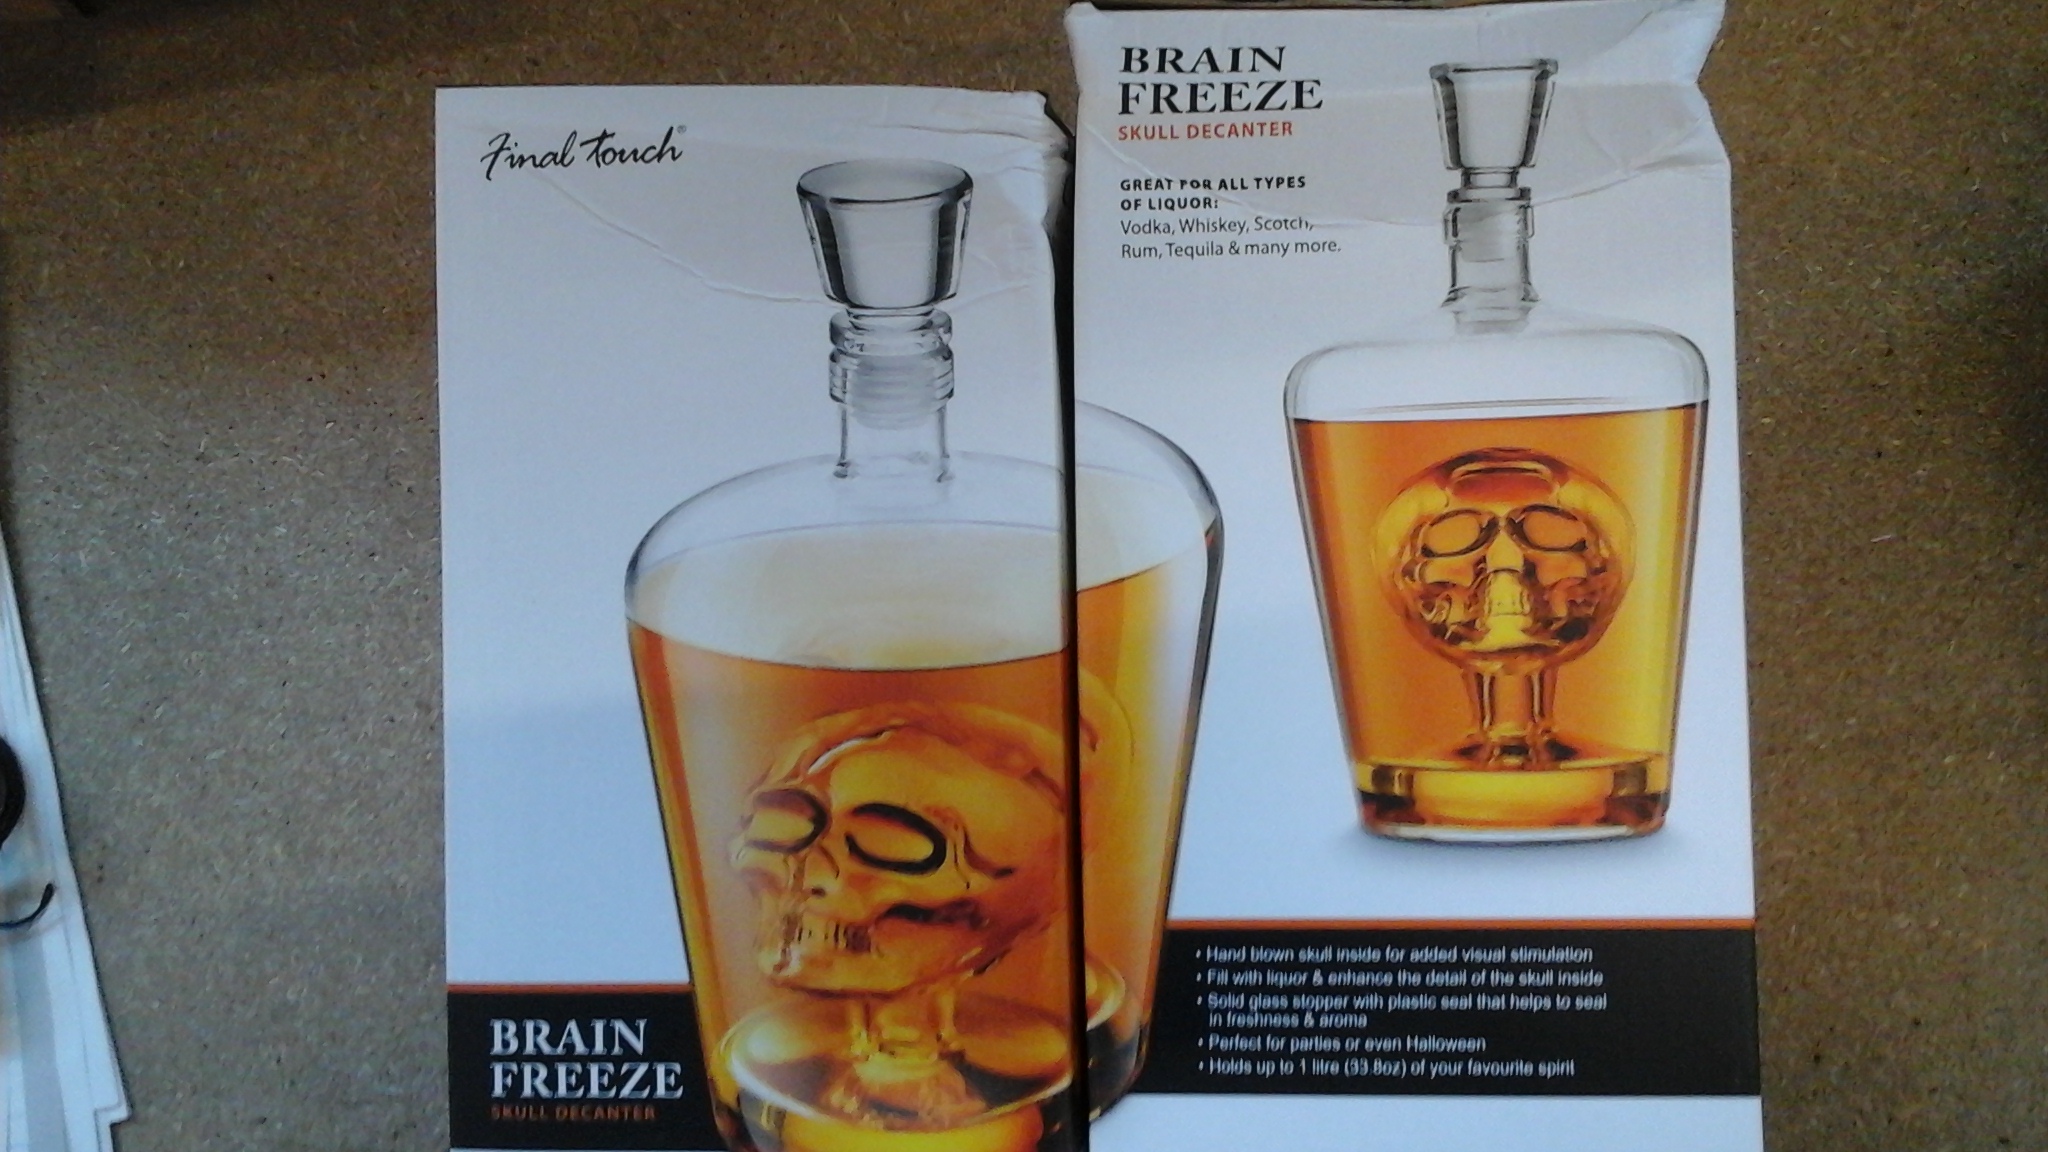 Final Touch®
BRAIN
FREEZE
SKULL DECANTER
BRAIN
FREEZE
SKULL DECANTER
GREAT FOR ALL TYPES
OF LIQUOR:
Vodka, Whiskey, Scotch,
Rum, Tequila & many more.
• Hand blown skull inside for added visual stimulation
• Fill with liquor & enhance the detail of the skull inside
• Solid glass stopper with plastic seal that helps to seal
in freshness & aroma
• Perfect for parties or even Halloween
• Holds up to 1 litre (33.8oz) of your favourite spirit